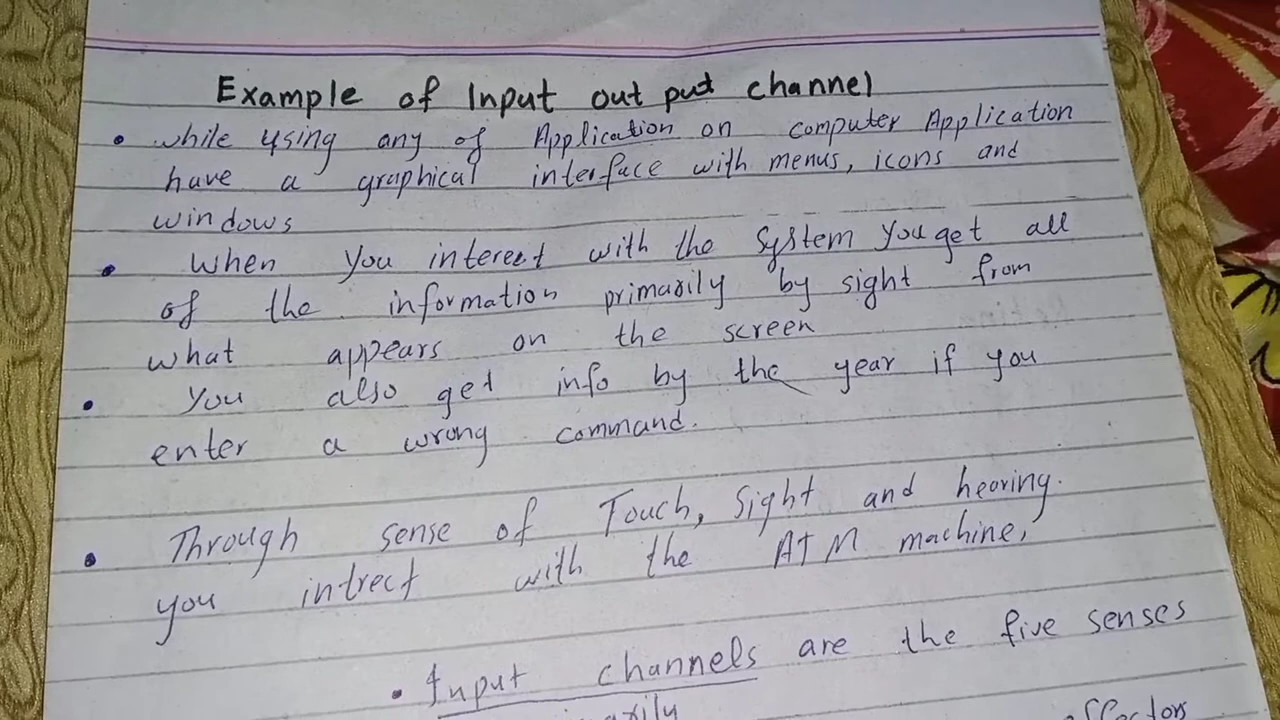 Example of Input out put channel
• while using any of Application on computer Application
have a graphical interface with menus, icons and
windows
• When you interect with the system you get all
of the information primarily by sight from
what appears on the screen
• You also get info by the year if you
enter a wrong command.
• Through sense of Touch, Sight and hearing.
you intrect with the ATM machine,
• Input channels are the five senses